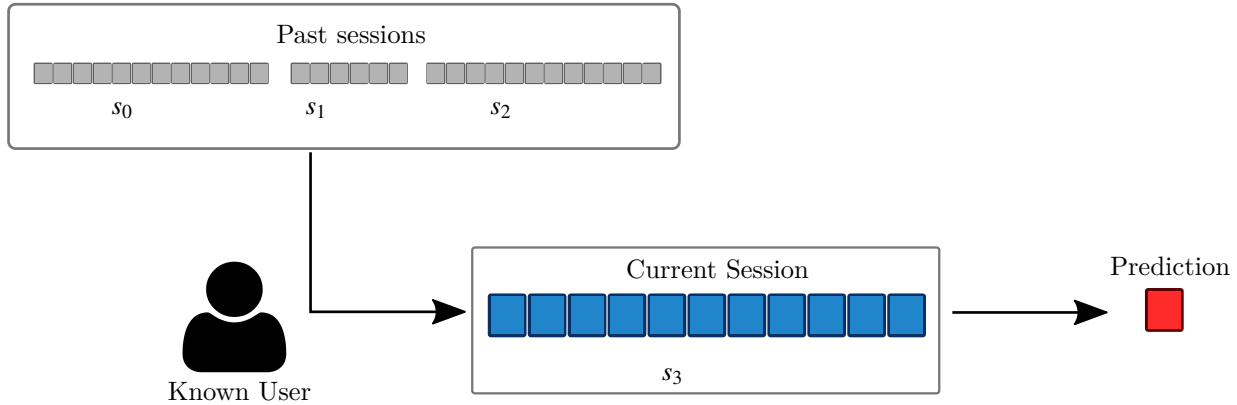 Past sessions
s0
s1
s2
Current Session
Prediction
s3
Known User